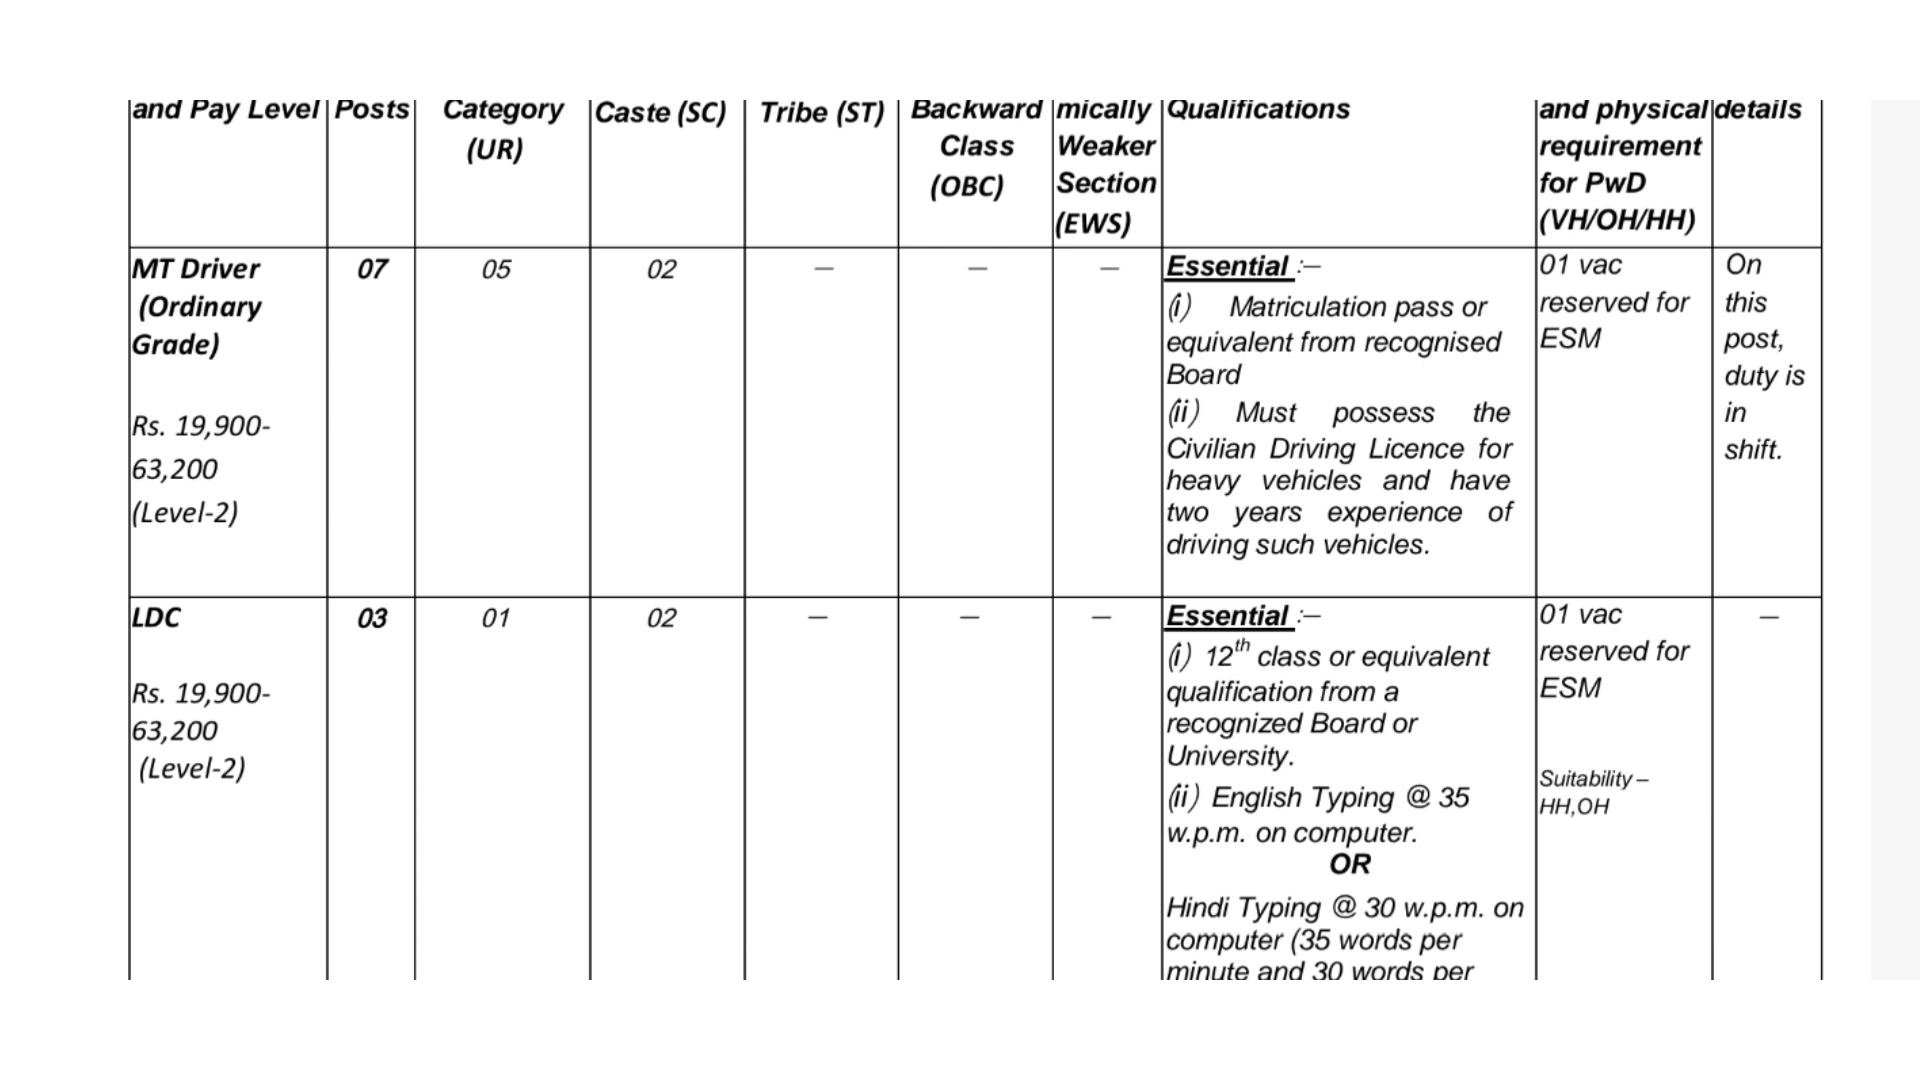 and Pay Level
Posts
Category
(UR)
Caste (SC)
Tribe (ST)
Backward
Class
(OBC)
mically
Weaker
Section
(EWS)
Qualifications
and physical
requirement
for PwD
(VH/OH/HH)
details
MT Driver
(Ordinary
Grade)
Rs. 19,900-
63,200
(Level-2)
07
05
02
—
—
—
Essential :–
(i) Matriculation pass or
equivalent from recognised
Board
(ii) Must possess the
Civilian Driving Licence for
heavy vehicles and have
two years experience of
driving such vehicles.
01 vac
reserved for
ESM
On
this
post,
duty is
in
shift.
LDC
Rs. 19,900-
63,200
(Level-2)
03
01
02
—
—
—
Essential :–
(i) 12th class or equivalent
qualification from a
recognized Board or
University.
(ii) English Typing @ 35
w.p.m. on computer.
OR
Hindi Typing @ 30 w.p.m. on
computer (35 words per
minute and 30 words per
01 vac
reserved for
ESM
Suitability –
HH,OH
—